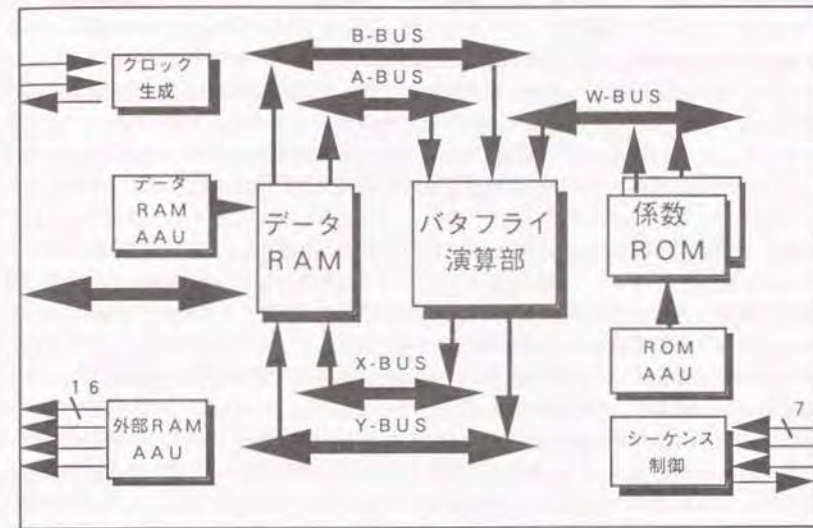 B-BUS
クロック
生成
A-BUS
W-BUS
データ
RAM
AAU
データ
RAM
バタフライ
演算部
係数
ROM
ROM
AAU
16
X-BUS
外部RAM
AAU
Y-BUS
7
シーケンス
制御